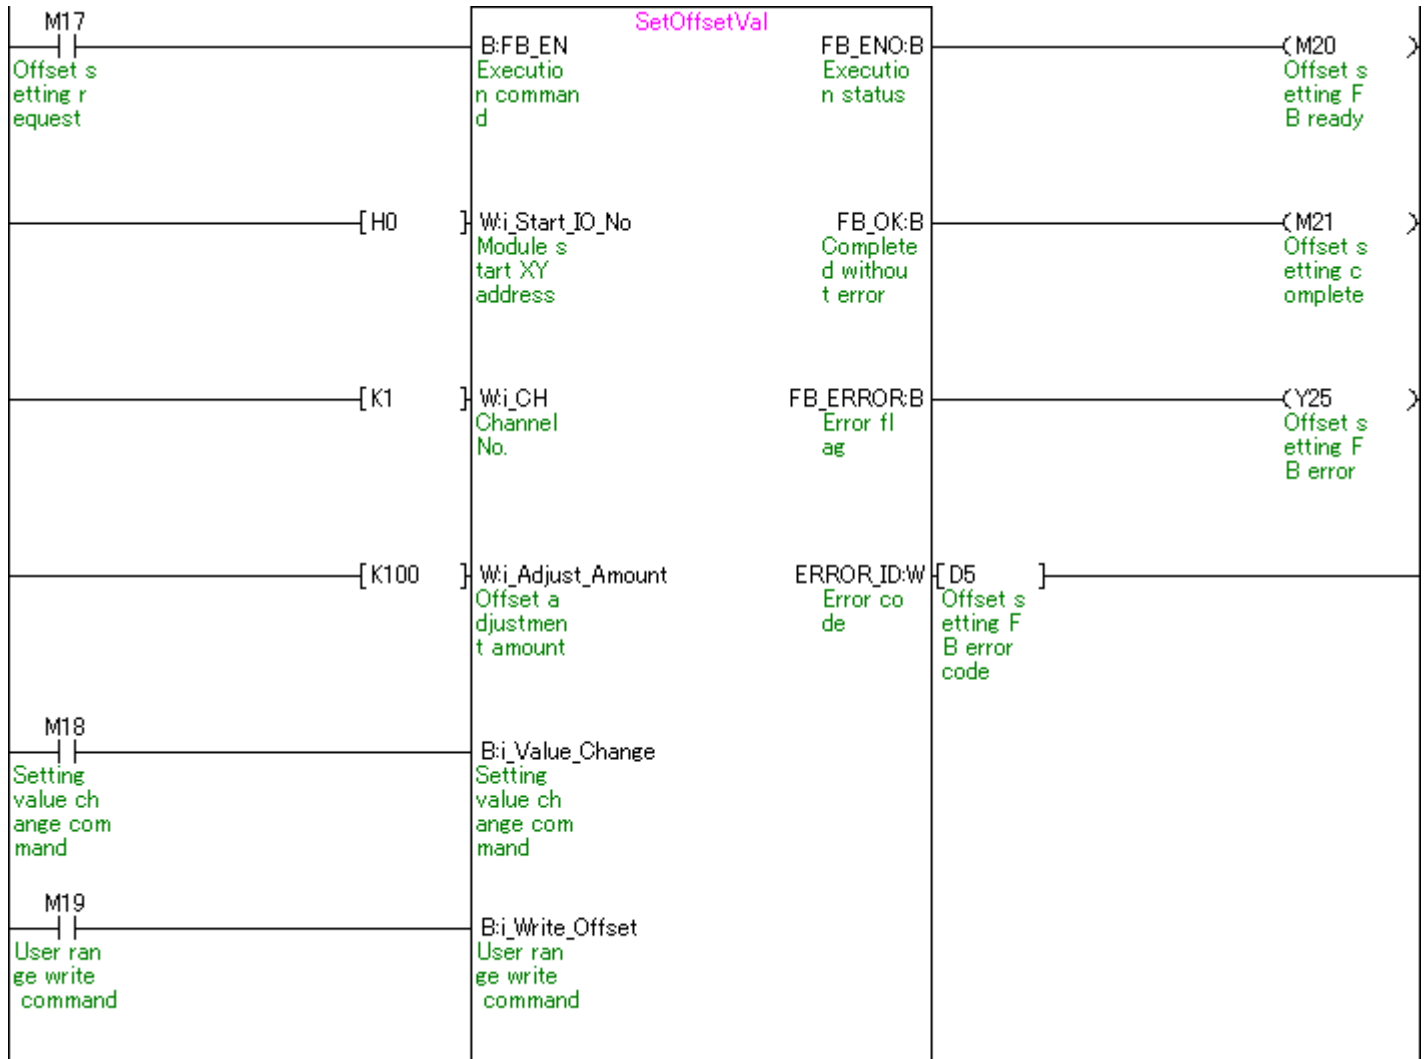 M17
SetOffsetVal
B:FB_EN
FB_ENO:B
(M20 )
Offset s
etting r
equest
Executio
n comman
d
Executio
n status
Offset s
etting F
B ready
[ H0 ]
W:i_Start_IO_No
FB_OK:B
(M21 )
Module s
tart XY
address
Complete
d withou
t error
Offset s
etting c
omplete
[ K1 ]
W:i_CH
FB_ERROR:B
(Y25 )
Channel
No.
Error fl
ag
Offset s
etting F
B error
[ K100 ]
W:i_Adjust_Amount
ERROR_ID:W
[ D5 ]
Offset a
djustmen
t amount
Error co
de
Offset s
etting F
B error
code
M18
B:i_Value_Change
Setting
value ch
ange com
mand
Setting
value ch
ange com
mand
M19
B:i_Write_Offset
User ran
ge write
command
User ran
ge write
command